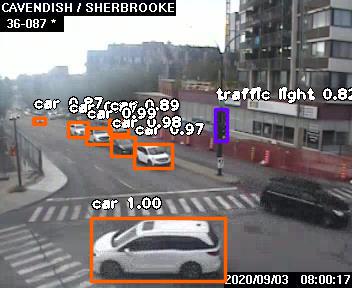 CAVENDISH / SHERBROOKE
36-087 *
traffic light 0.82
car 0.87
car 0.89
car 0.99
car 0.98
car 0.97
car 1.00
2020/09/03 08:00:17